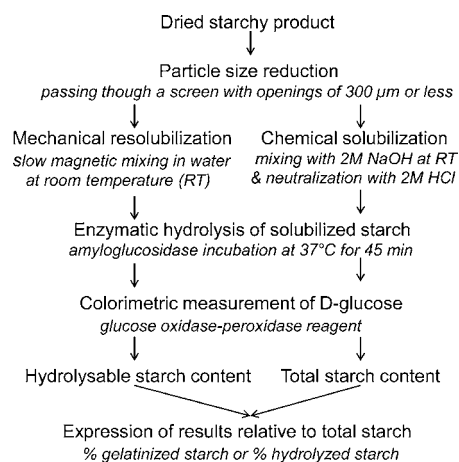 Dried starchy product
Particle size reduction
passing though a screen with openings of 300 µm or less
Mechanical resolubilization
slow magnetic mixing in water
at room temperature (RT)
Chemical solubilization
mixing with 2M NaOH at RT
& neutralization with 2M HCl
Enzymatic hydrolysis of solubilized starch
amyloglucosidase incubation at 37°C for 45 min
Colorimetric measurement of D-glucose
glucose oxidase-peroxidase reagent
Hydrolysable starch content
Total starch content
Expression of results relative to total starch
% gelatinized starch or % hydrolyzed starch